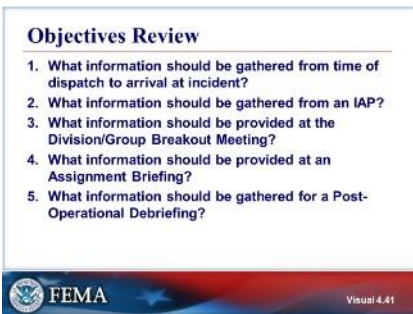 Objectives Review
1. What information should be gathered from time of
dispatch to arrival at incident?
2. What information should be gathered from an IAP?
3. What information should be provided at the
Division/Group Breakout Meeting?
4. What information should be provided at an
Assignment Briefing?
5. What information should be gathered for a Post-
Operational Debriefing?
FEMA
Visual 4.41